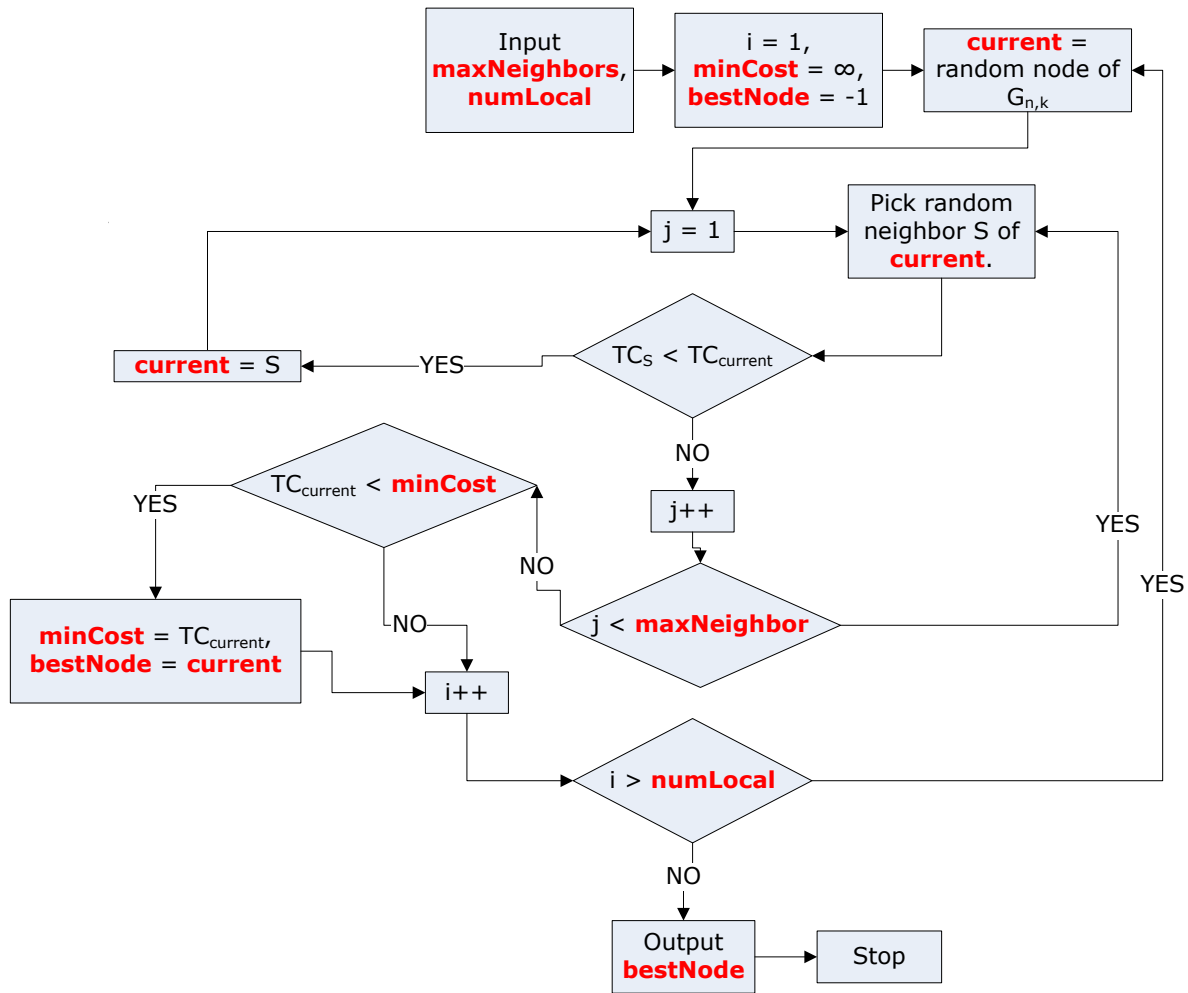 Input
maxNeighbors,
numLocal
i = 1,
minCost = ∞,
bestNode = -1
current =
random node of
Gn,k
j = 1
Pick random
neighbor S of
current.
current = S
YES
TCS < TCcurrent
NO
TCcurrent < minCost
YES
j++
YES
NO
YES
j < maxNeighbor
NO
minCost = TCcurrent,
bestNode = current
i++
i > numLocal
NO
Output
bestNode
Stop